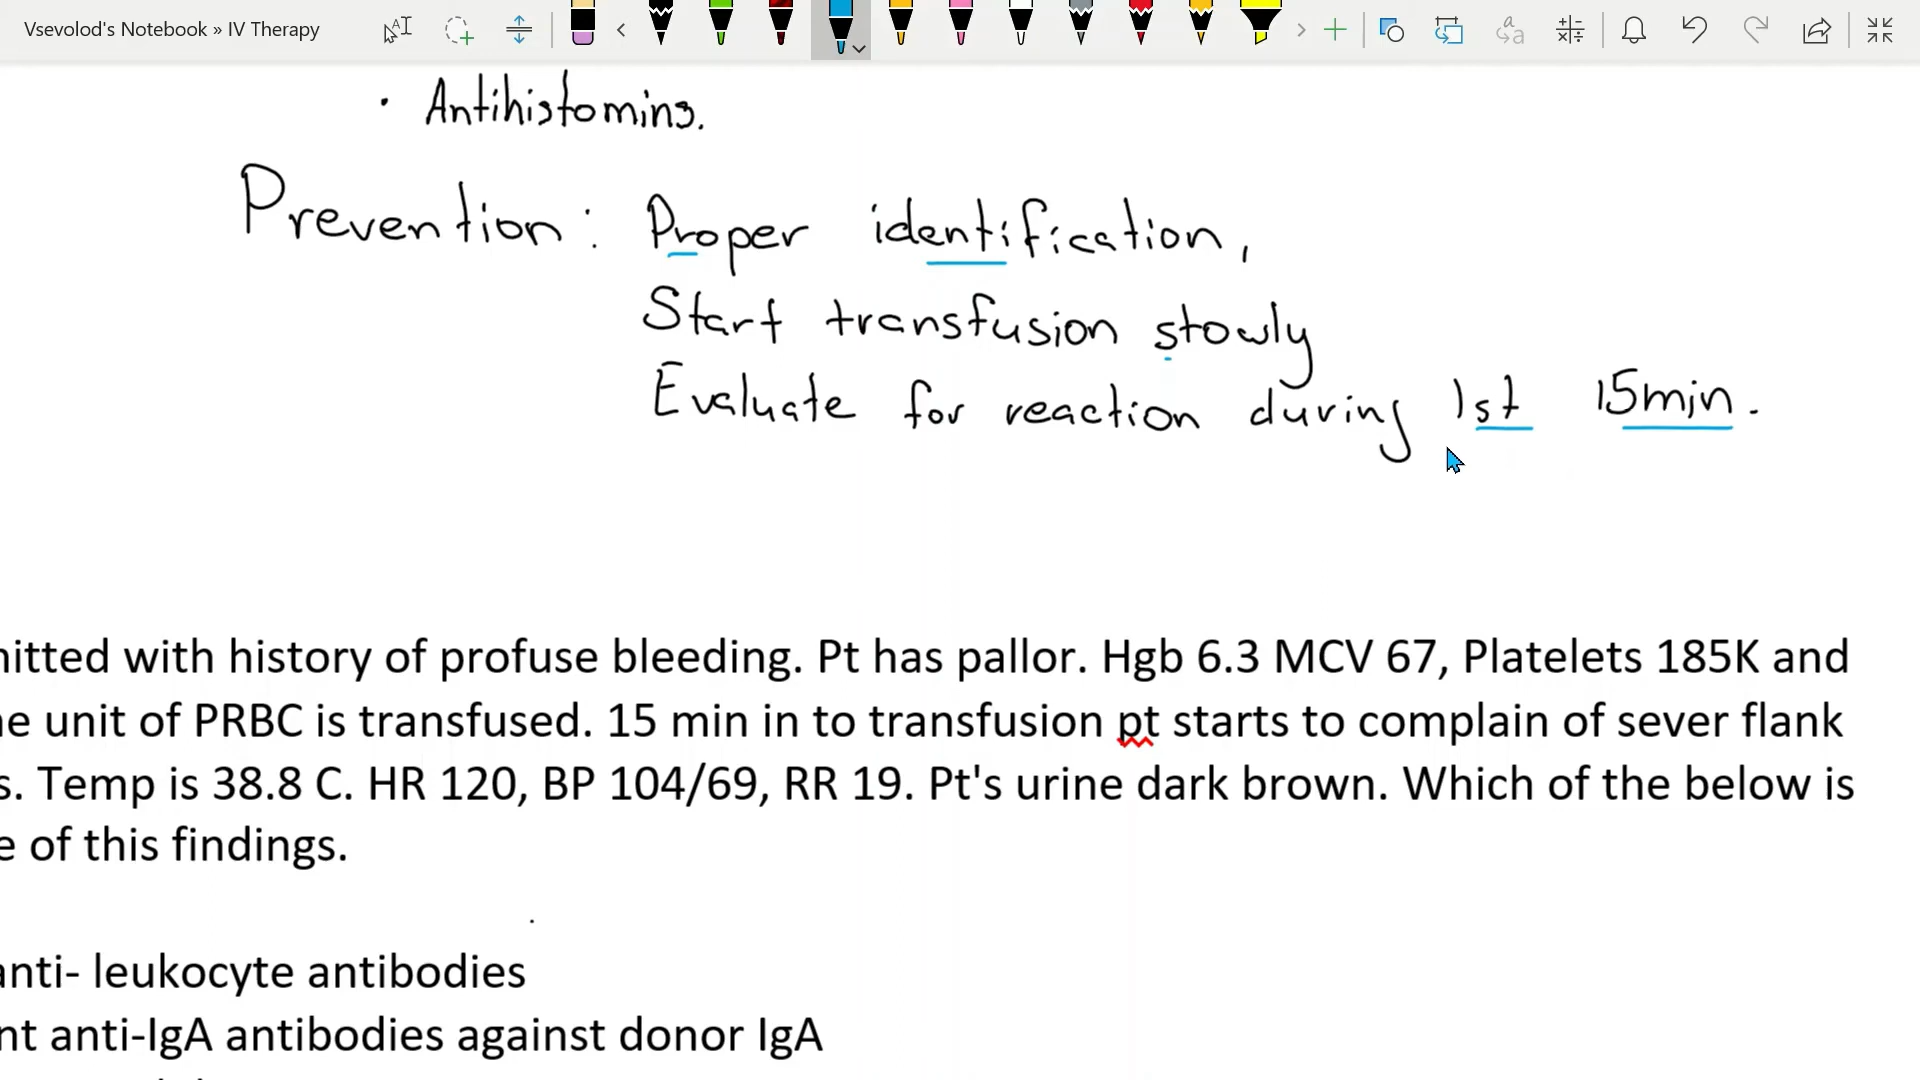 Vsevolod's Notebook » IV Therapy
· Antihistomins.
Prevention: Proper identification,
Start transfusion stowly
Evaluate for reaction during 1st 15min.
itted with history of profuse bleeding. Pt has pallor. Hgb 6.3 MCV 67, Platelets 185K and
e unit of PRBC is transfused. 15 min in to transfusion pt starts to complain of sever flank
s. Temp is 38.8 C. HR 120, BP 104/69, RR 19. Pt's urine dark brown. Which of the below is
e of this findings.
anti- leukocyte antibodies
nt anti-IgA antibodies against donor IgA